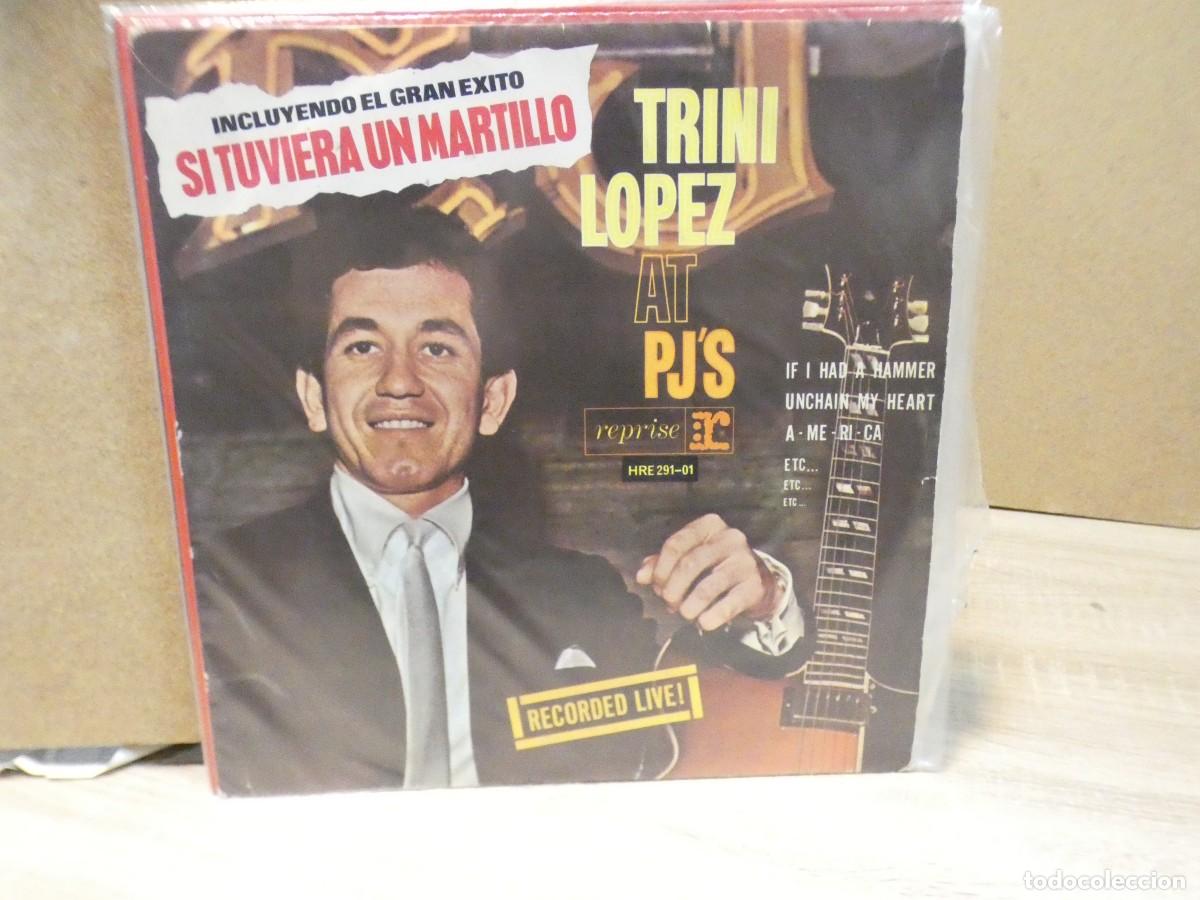 INCLUYENDO EL GRAN EXITO
SI TUVIERA UN MARTILLO
TRINI
LOPEZ
AT
PJ'S
reprise r
HRE 291-01
IF I HAD A HAMMER
UNCHAIN MY HEART
A-ME-RI-CA
ETC...
ETC...
ETC...
RECORDED LIVE!
todocoleccion